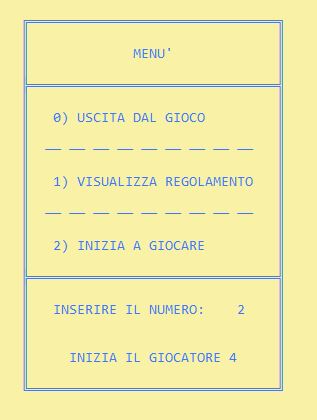 MENU'
0) USCITA DAL GIOCO
1) VISUALIZZA REGOLAMENTO
2) INIZIA A GIOCARE
INSERIRE IL NUMERO: 2
INIZIA IL GIOCATORE 4